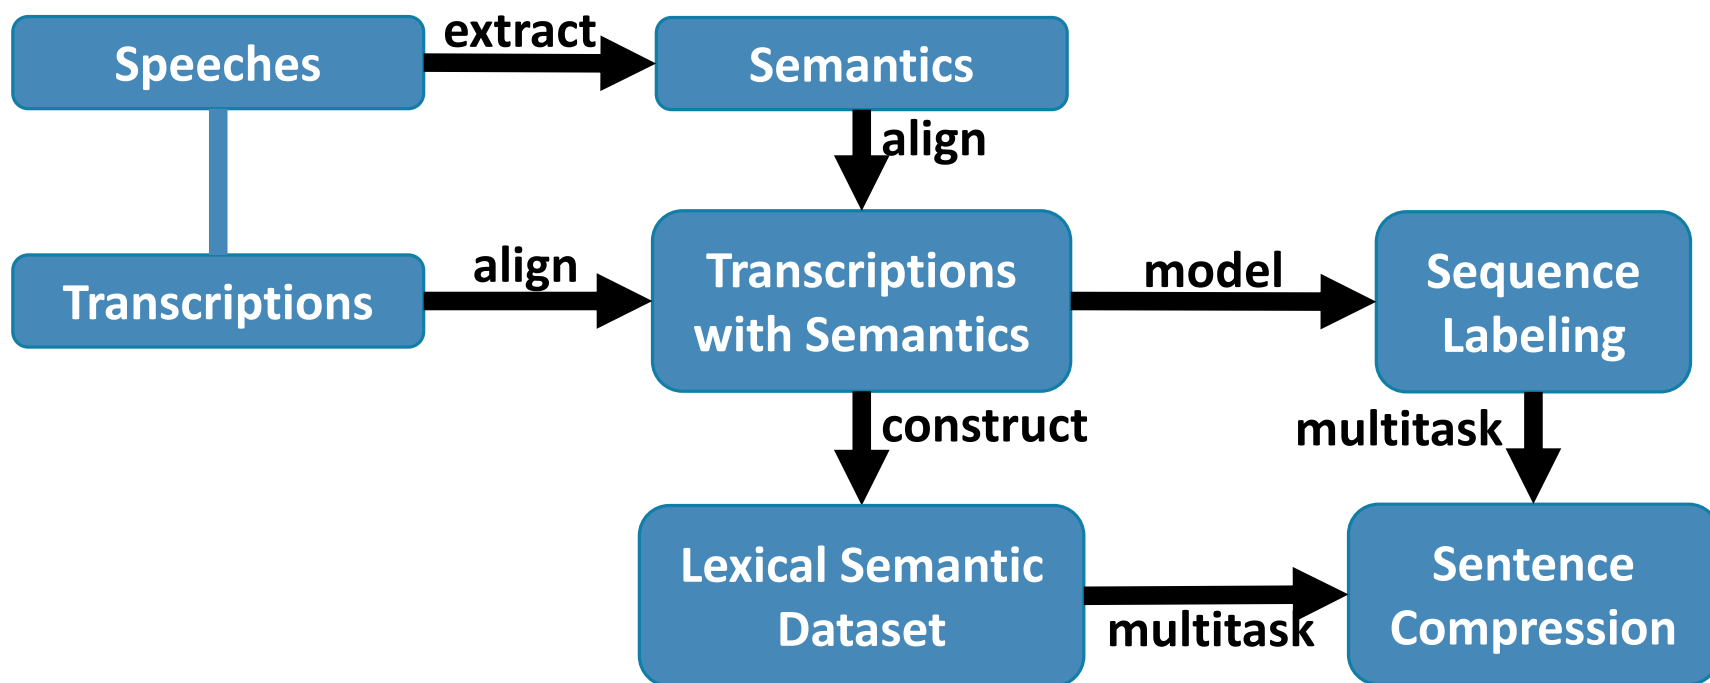 Speeches
extract
Semantics
align
Transcriptions
align
Transcriptions
with Semantics
model
Sequence
Labeling
construct
multitask
Lexical Semantic
Dataset
multitask
Sentence
Compression